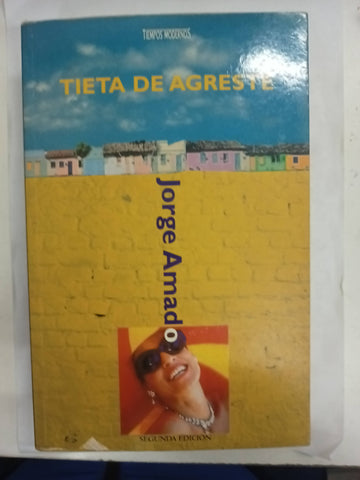 TIEMPOS MODERNOS
TIETA DE AGRESTE
Jorge Amado
SEGUNDA EDICIÓN